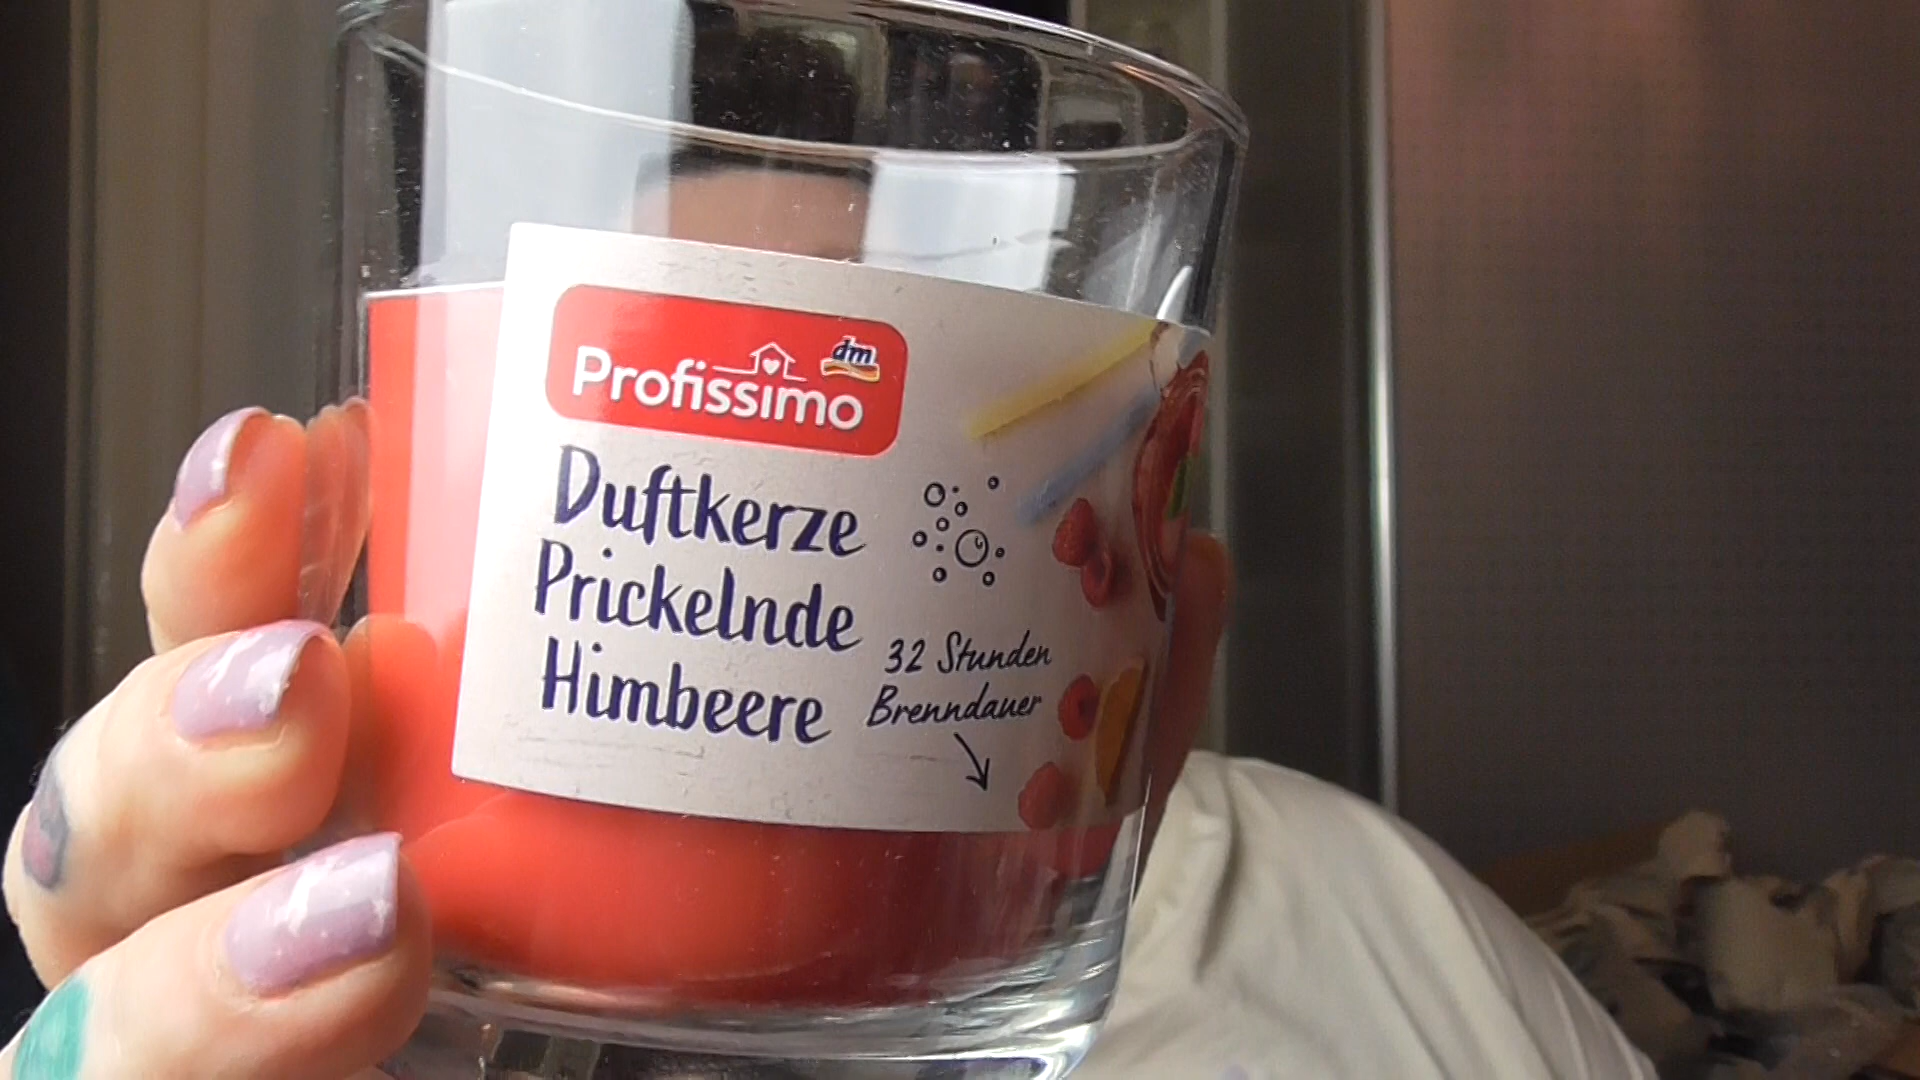 Profissimo
dm
Duftkerze
Prickelnde
Himbeere
32 Stunden
Brenndauer